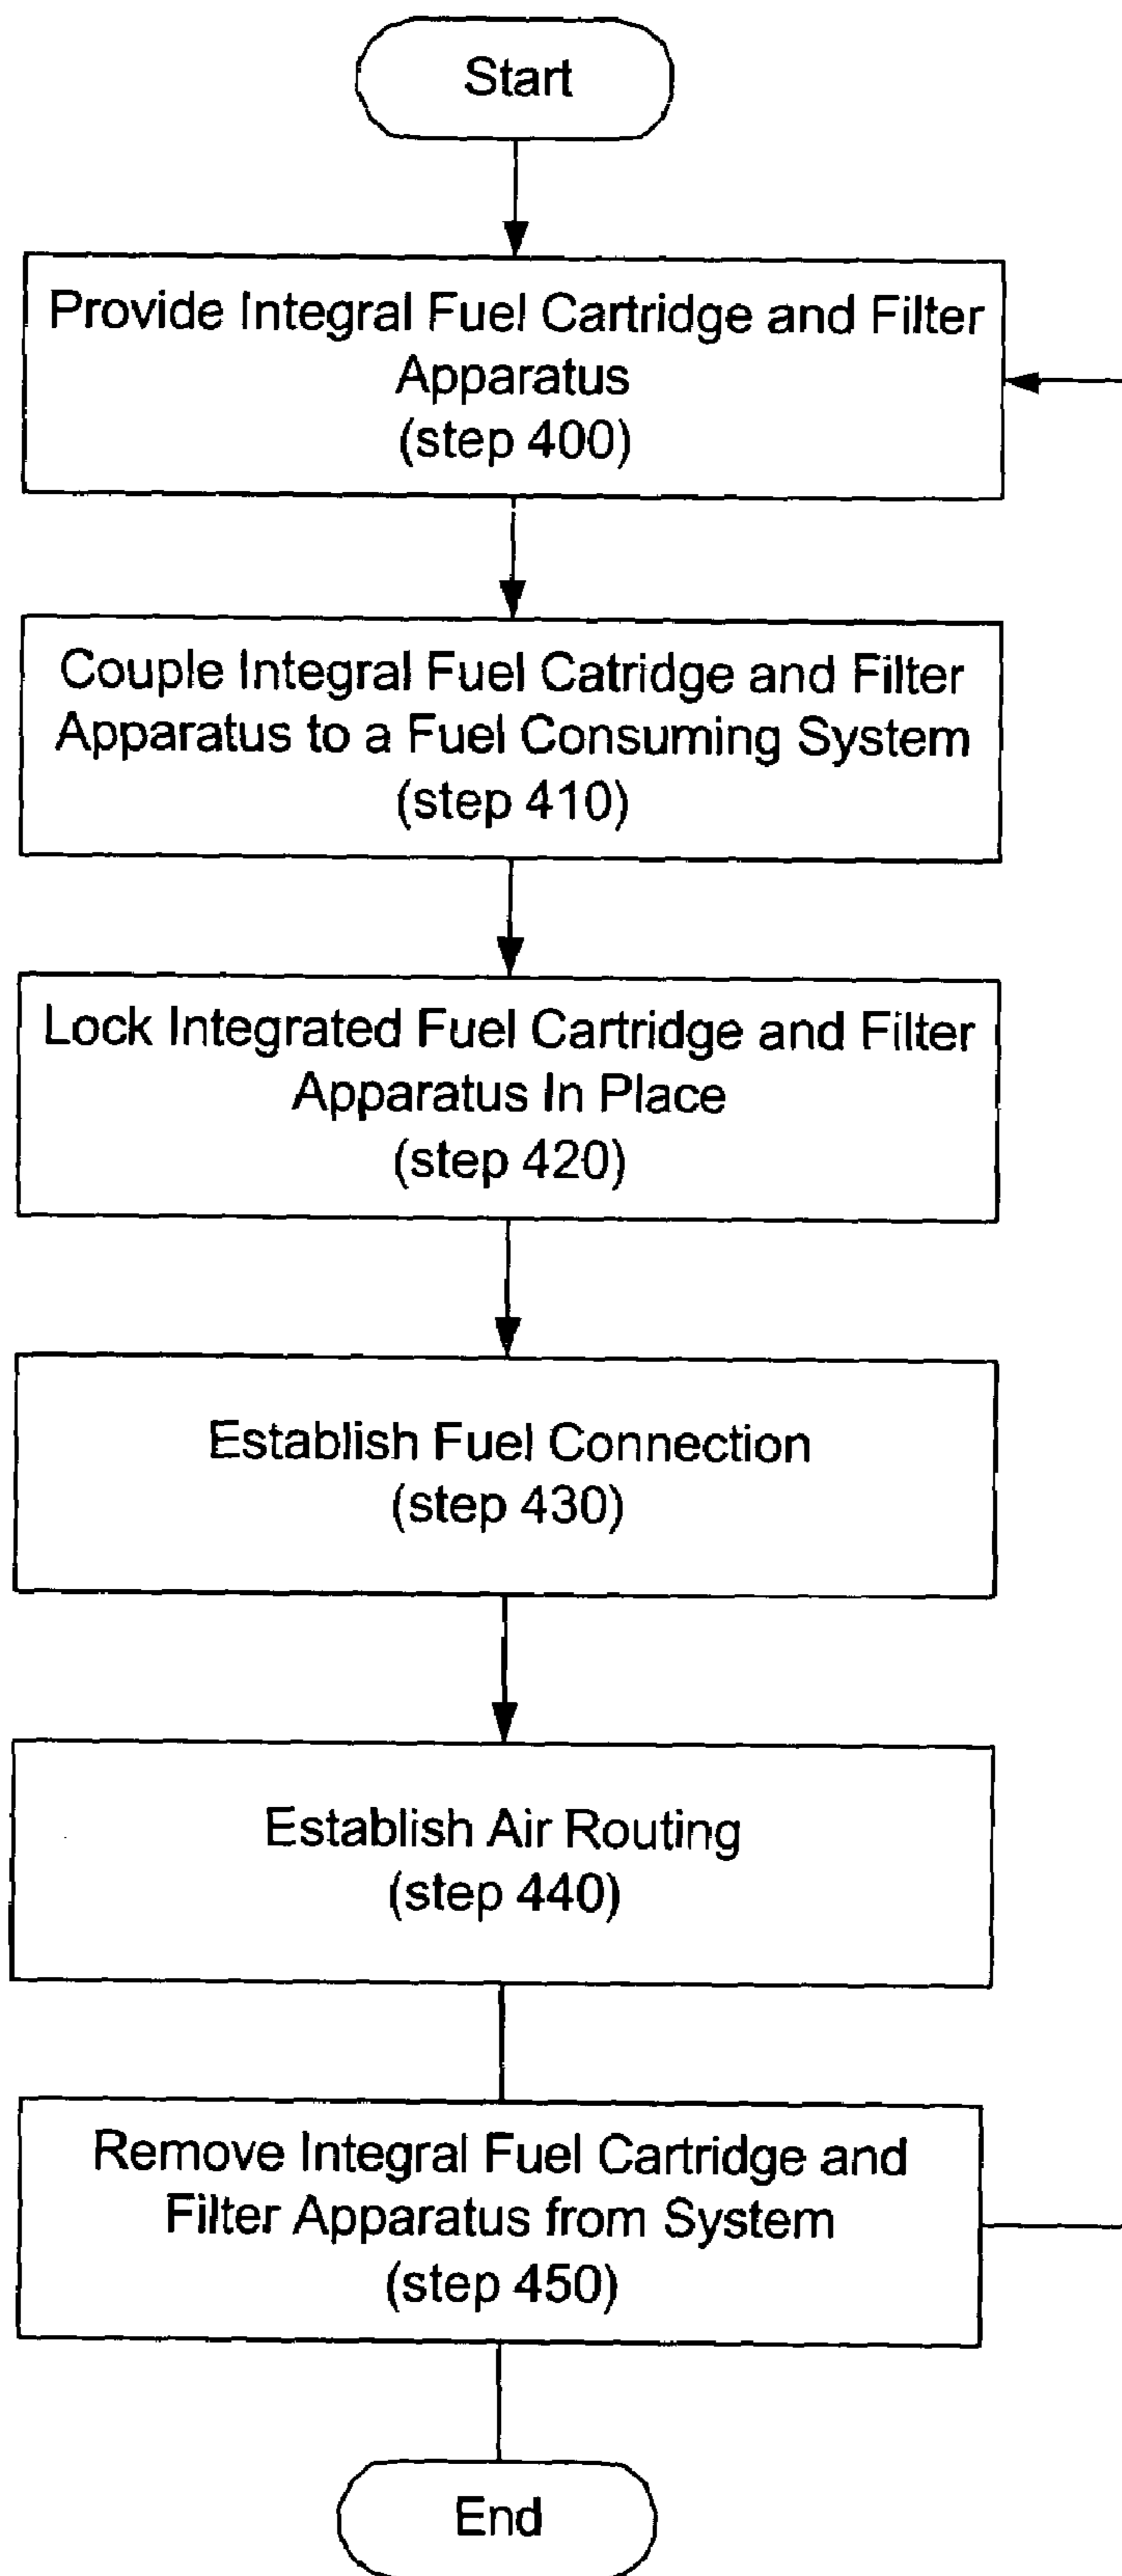 Start
Provide Integral Fuel Cartridge and Filter
Apparatus
(step 400)
Couple Integral Fuel Catridge and Filter
Apparatus to a Fuel Consuming System
(step 410)
Lock Integrated Fuel Cartridge and Filter
Apparatus In Place
(step 420)
Establish Fuel Connection
(step 430)
Establish Air Routing
(step 440)
Remove Integral Fuel Cartridge and
Filter Apparatus from System
(step 450)
End